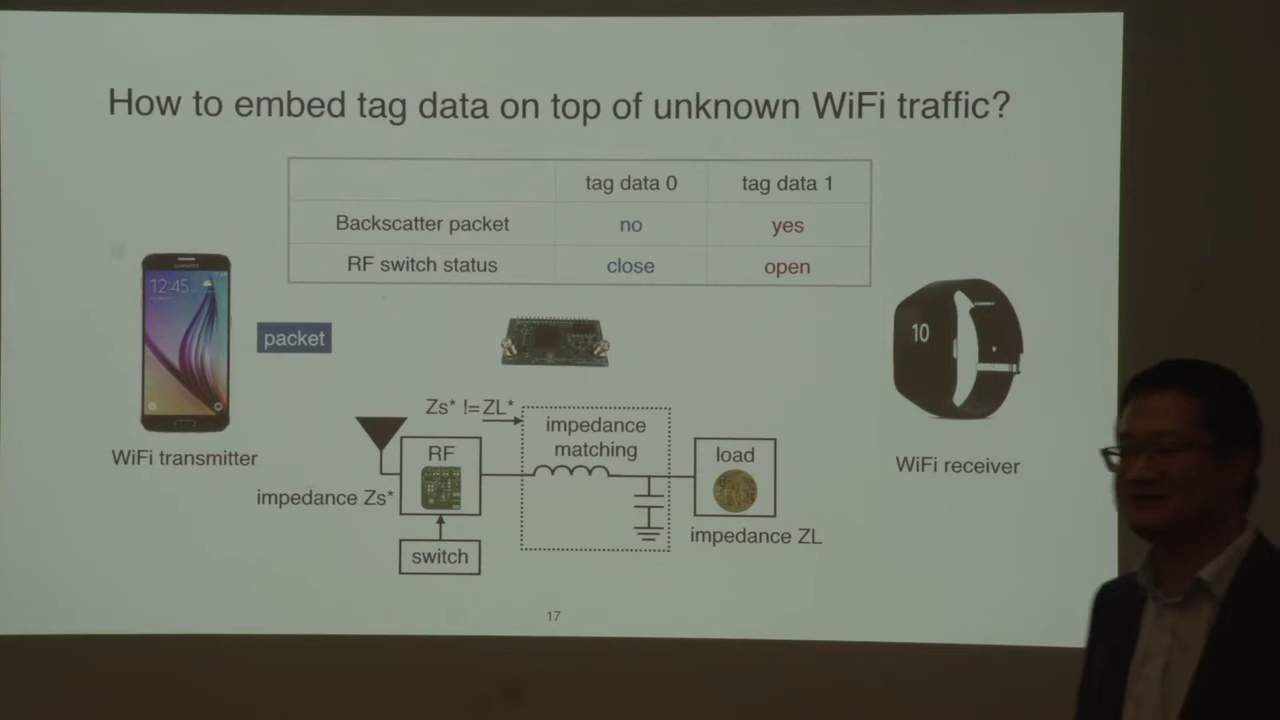 How to embed tag data on top of unknown WiFi traffic?
tag data 0
tag data 1
Backscatter packet
no
yes
RF switch status
close
open
SAMSUNG
12:45
packet
10
WiFi transmitter
WiFi receiver
Zs* != ZL*
impedance
matching
RF
load
impedance Zs*
impedance ZL
switch
17